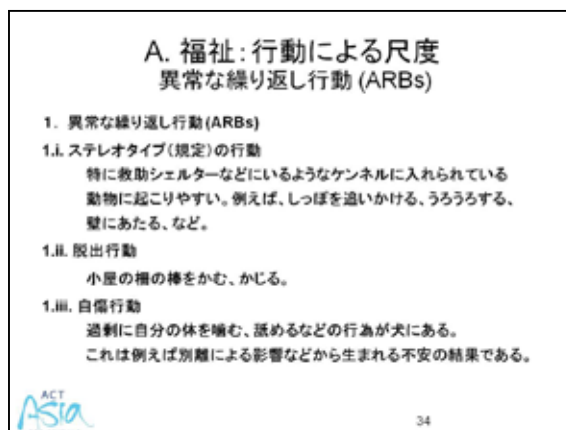 A. 福祉：行動による尺度
異常な繰り返し行動 (ARBs)
1. 異常な繰り返し行動(ARBs)
1.i. ステレオタイプ（規定）の行動
特に救助シェルターなどにいるようなケンネルに入れられている
動物に起こりやすい。例えば、しっぽを追いかける、うろうろする、
壁にあたる、など。
1.ii. 脱出行動
小屋の柵の棒をかむ、かじる。
1.iii. 自傷行動
過剰に自分の体を噛む、舐めるなどの行為が犬にある。
これは例えば別離による影響などから生まれる不安の結果である。
ACT
Asia
34